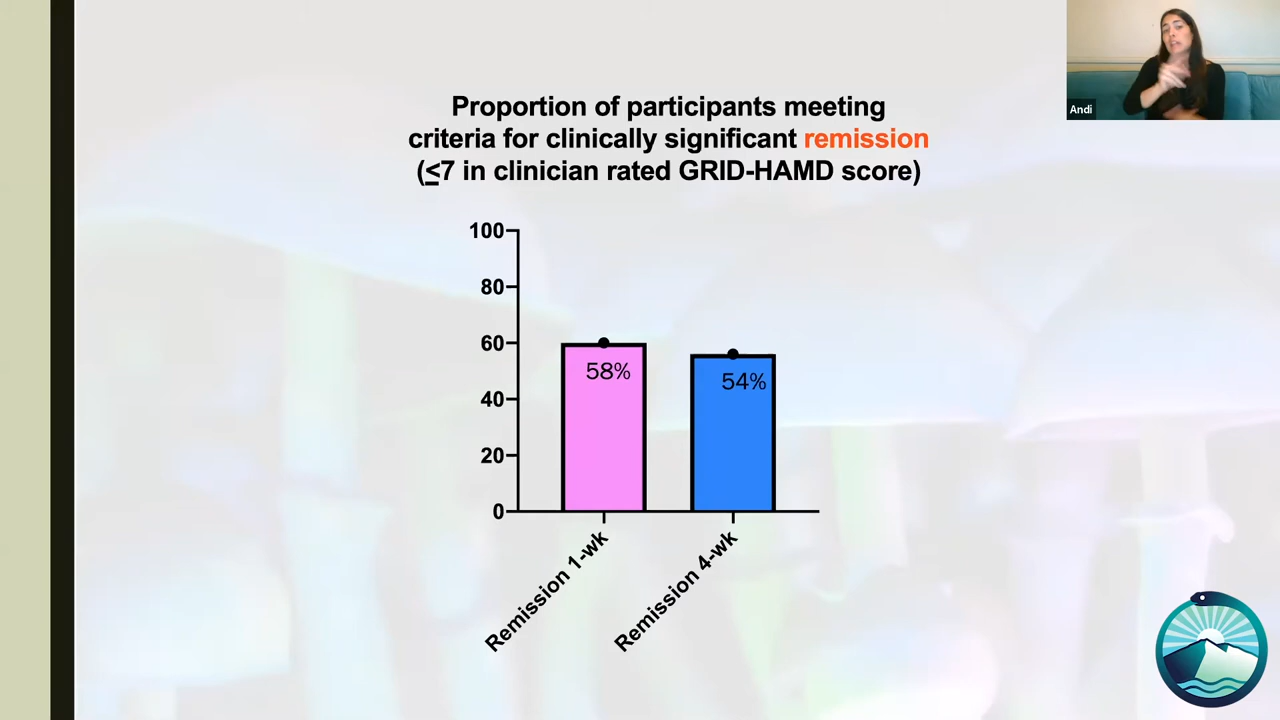 Proportion of participants meeting
criteria for clinically significant remission
(≤7 in clinician rated GRID-HAMD score)
100
80
60
40
20
0
58%
54%
Remission 1-wk
Remission 4-wk
Andi